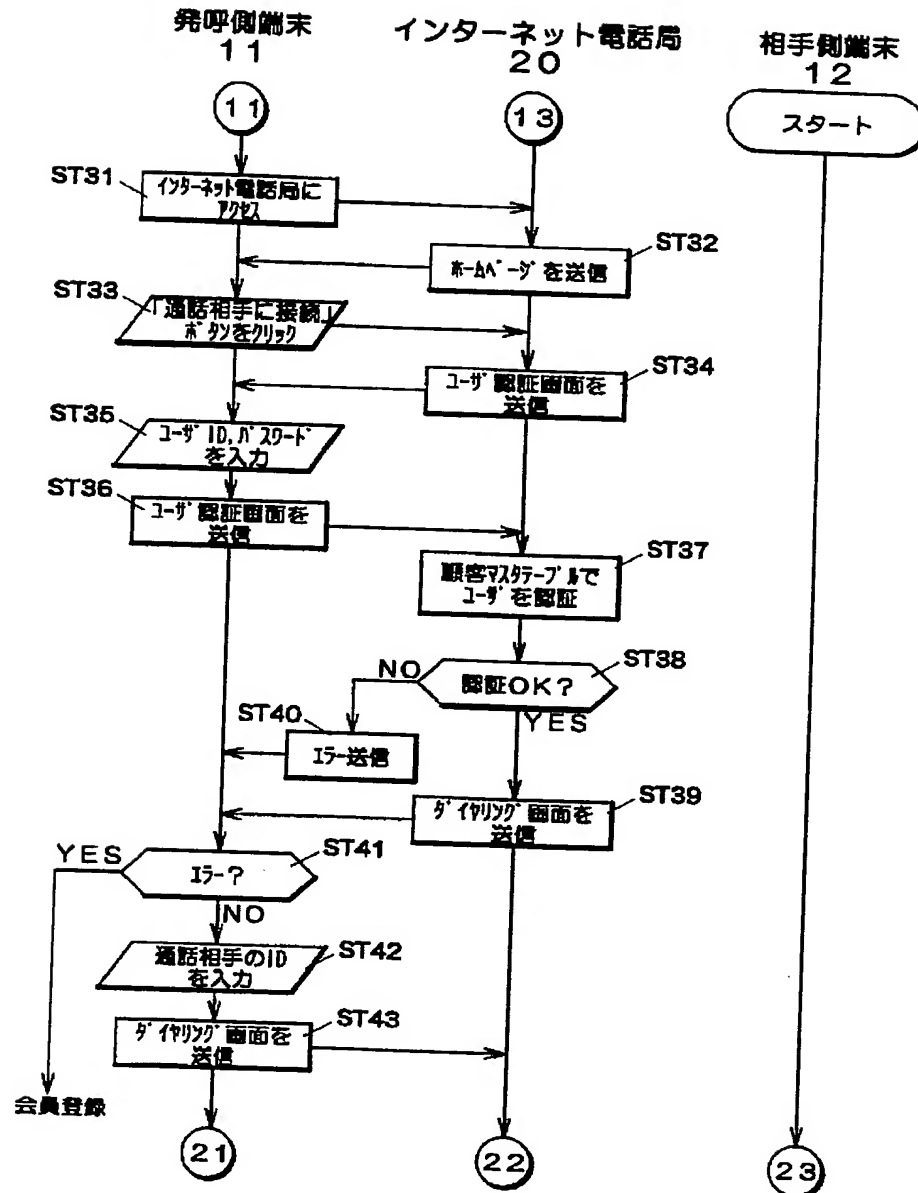 発呼側端末
11
インターネット電話局
20
相手側端末
12
11
13
スタート
ST31
インターネット電話局に
アクセス
ST32
ホームページを送信
ST33
「通話相手に接続」
ボタンをクリック
ST34
ユーザ認証画面を
送信
ST35
ユーザID,パスワード
を入力
ST36
ユーザ認証画面を
送信
ST37
顧客マスタテーブルで
ユーザを認証
ST38
認証OK?
NO
YES
ST40
エラー送信
ST39
ダイヤリング画面を
送信
ST41
エラー?
YES
NO
ST42
通話相手のID
を入力
ST43
ダイヤリング画面を
送信
会員登録
21
22
23